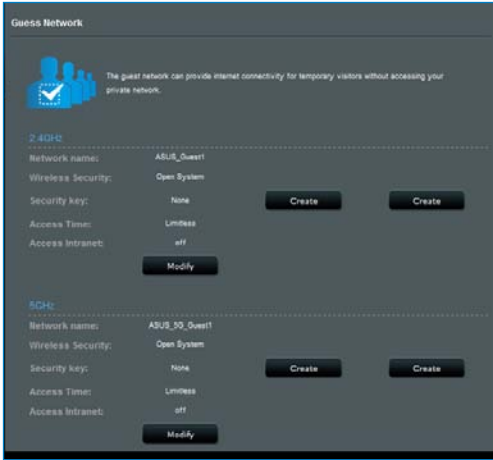 Guess Network
The guest network can provide internet connectivity for temporary visitors without accessing your
private network.
2.4GHz
Network name: ASUS_Guest1
Wireless Security: Open System
Security key: None Create Create
Access Time: Limitless
Access Intranet: off
Modify
5GHz
Network name: ASUS_5G_Guest1
Wireless Security: Open System
Security key: None Create Create
Access Time: Limitless
Access Intranet: off
Modify